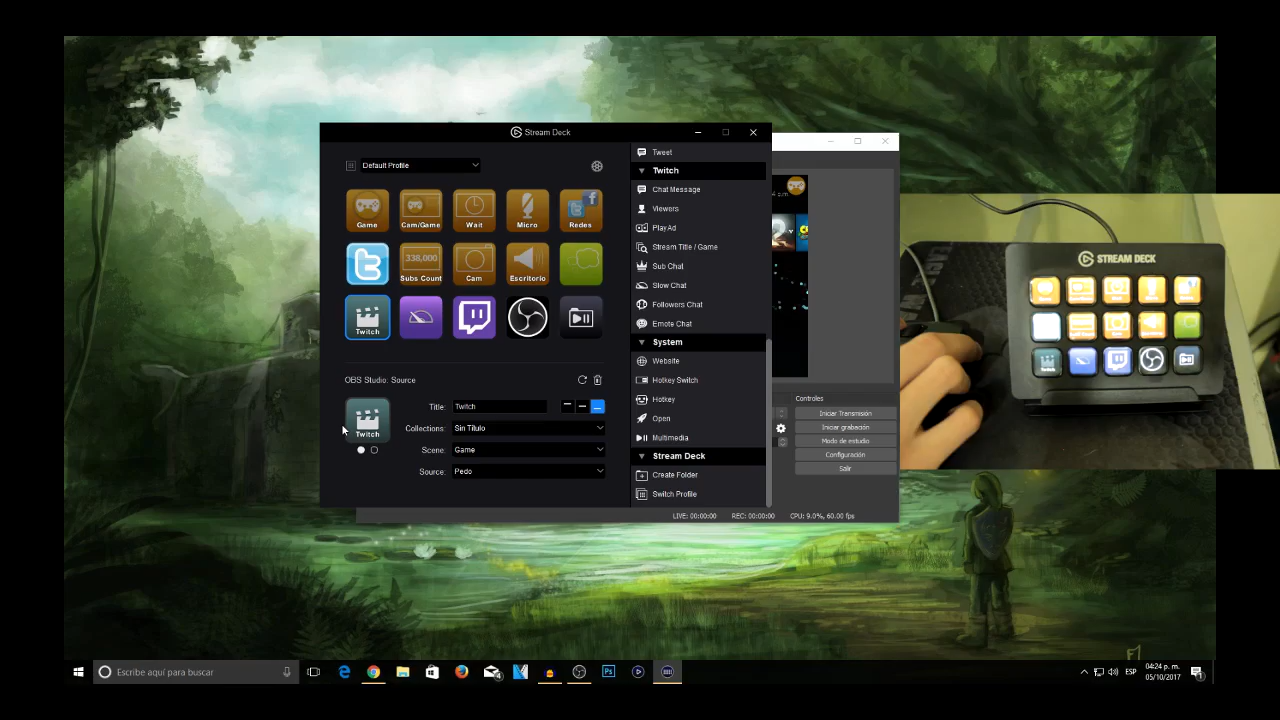 Stream Deck
Default Profile
Game
Cam/Game
Wait
Micro
Redes
338,000
Subs Count
Cam
Escritorio
Twitch
OBS Studio: Source
Twitch
Title:
Twitch
Collections:
Sin Título
Scene:
Game
Source:
Pedo
Tweet
Twitch
Chat Message
Viewers
Play Ad
Stream Title / Game
Sub Chat
Slow Chat
Followers Chat
Emote Chat
System
Website
Hotkey Switch
Hotkey
Open
Multimedia
Stream Deck
Create Folder
Switch Profile
Controles
Iniciar Transmisión
Iniciar grabación
Modo de estudio
Configuración
Salir
LIVE: 00:00:00
REC: 00:00:00
CPU: 9.0%, 60.00 fps
STREAM DECK
Escribe aquí para buscar
ESP
04:24 p. m.
05/10/2017